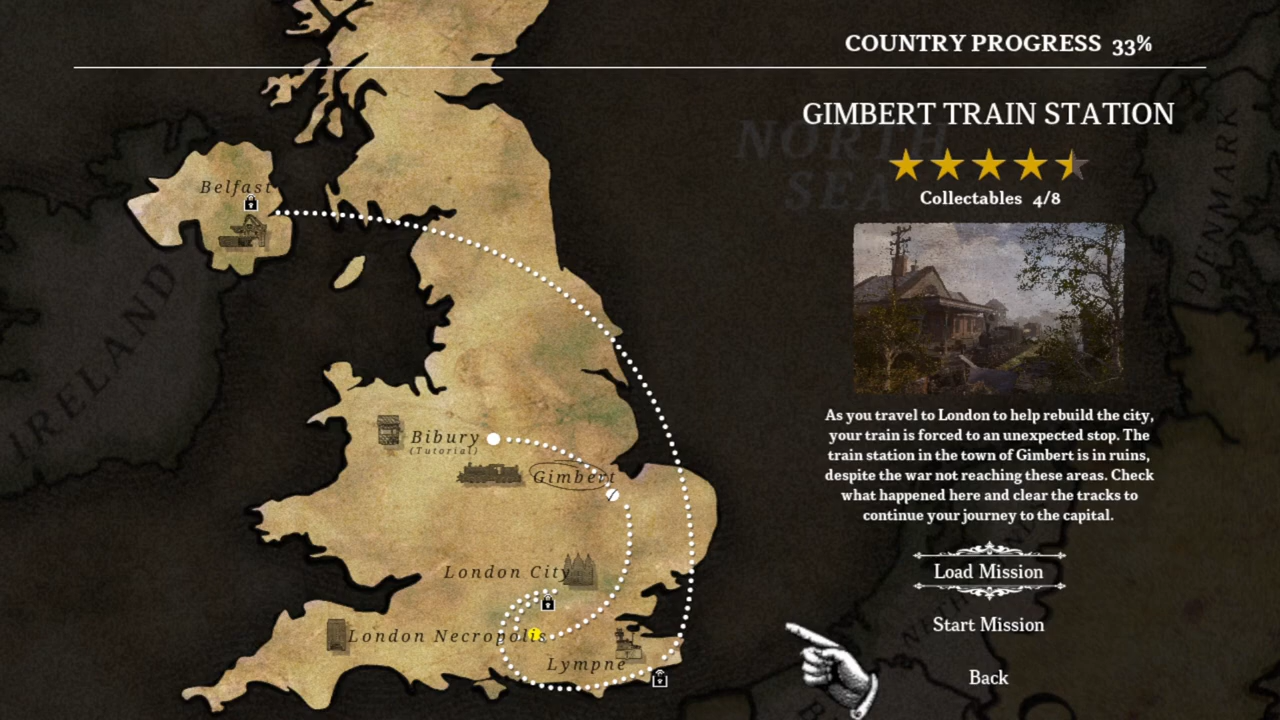 COUNTRY PROGRESS 33%
GIMBERT TRAIN STATION
NORTH
SEA
Collectables 4/8
DENMARK
IRELAND
Belfast
Bibury
(Tutorial)
Gimbert
London City
London Necropolis
Lympne
As you travel to London to help rebuild the city,
your train is forced to an unexpected stop. The
train station in the town of Gimbert is in ruins,
despite the war not reaching these areas. Check
what happened here and clear the tracks to
continue your journey to the capital.
Load Mission
Start Mission
Back